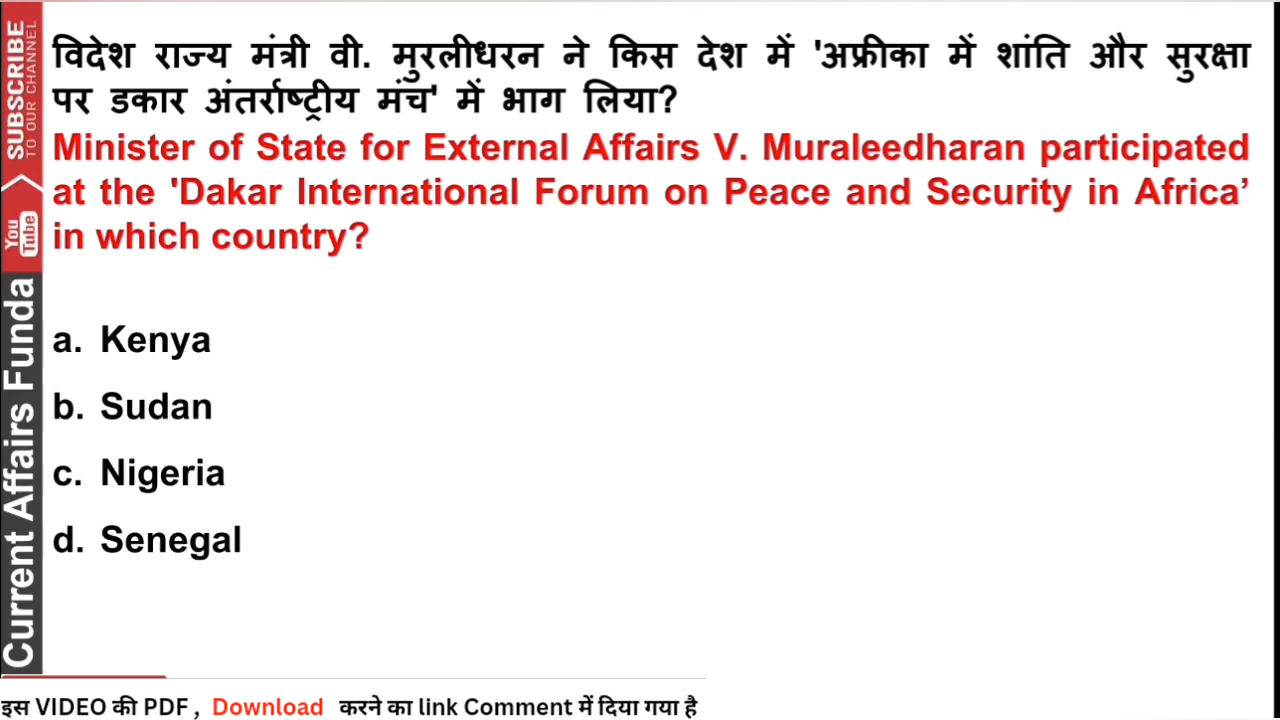 विदेश राज्य मंत्री वी. मुरलीधरन ने किस देश में 'अफ्रीका में शांति और सुरक्षा
पर डकार अंतर्राष्ट्रीय मंच' में भाग लिया?
Minister of State for External Affairs V. Muraleedharan participated
at the 'Dakar International Forum on Peace and Security in Africa’
in which country?
a. Kenya
b. Sudan
c. Nigeria
d. Senegal
SUBSCRIBE
TO OUR CHANNEL
You
Tube
Current Affairs Funda
इस VIDEO की PDF , Download करने का link Comment में दिया गया है